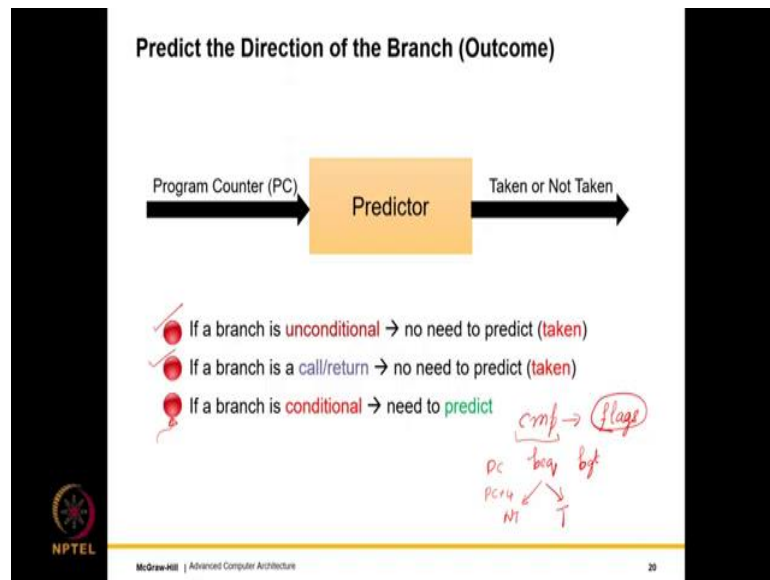 Predict the Direction of the Branch (Outcome)
Program Counter (PC)
Predictor
Taken or Not Taken
If a branch is unconditional → no need to predict (taken)
If a branch is a call/return → no need to predict (taken)
If a branch is conditional → need to predict
cmp → flags
PC beq bgt
PC+4
NT T
NPTEL
McGraw-Hill | Advanced Computer Architecture 20